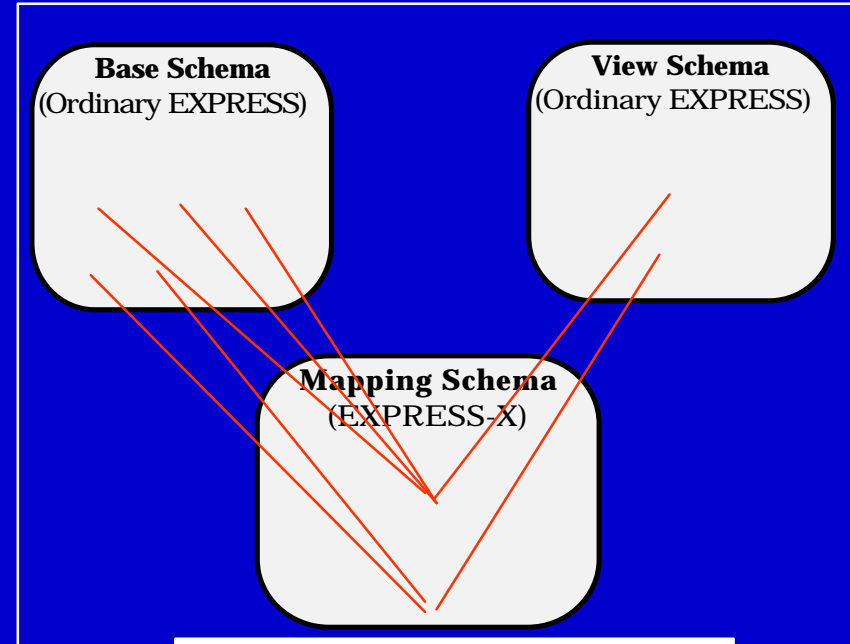 Base Schema
(Ordinary EXPRESS)
View Schema
(Ordinary EXPRESS)
Mapping Schema
(EXPRESS-X)